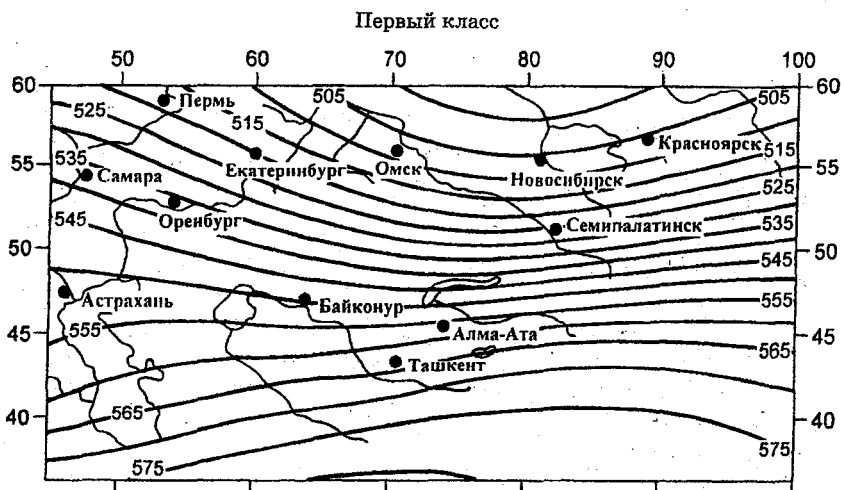 Первый класс
50 60 70 80 90 100
60 60
525 505 505
Пермь
515
535 Екатеринбург Омск Красноярск 515
55 55
Самара Новосибирск 525
545 Оренбург Семипалатинск 535
50 50
545
Астрахань Байконур 555
555 Алма-Ата
45 45
Ташкент 565
565
40 40
575
575